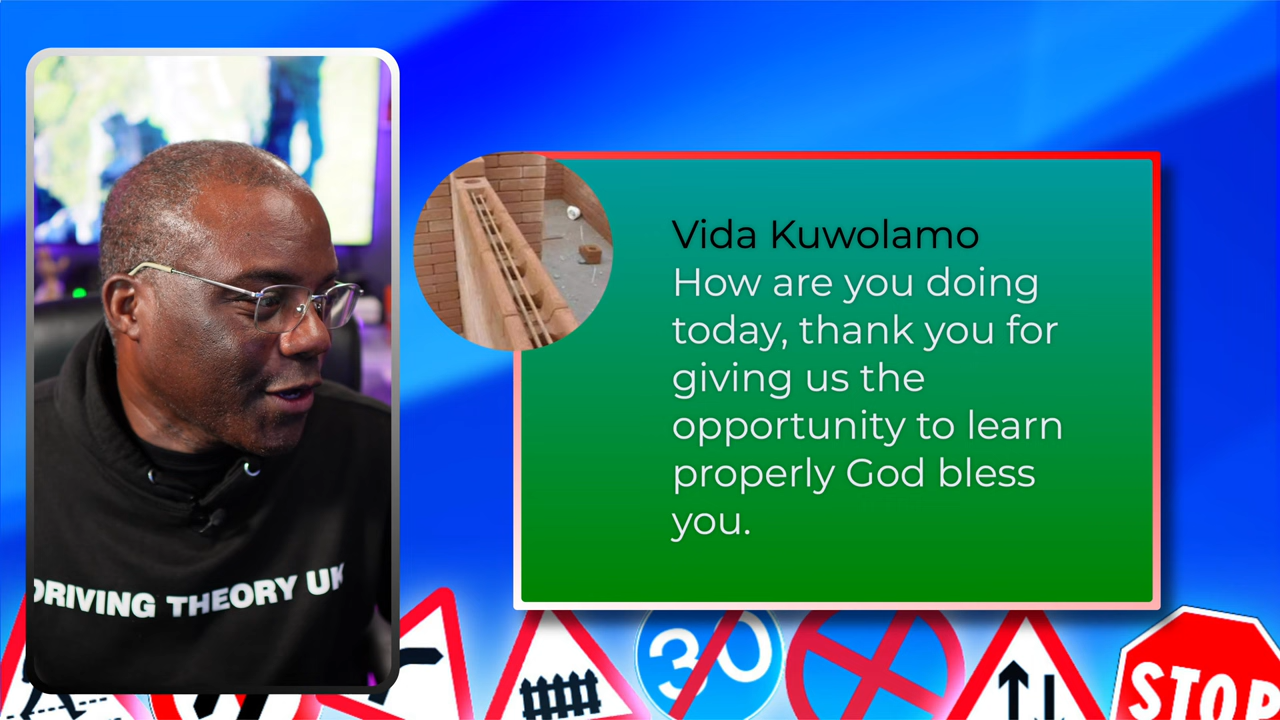 Vida Kuwolamo
How are you doing
today, thank you for
giving us the
opportunity to learn
properly God bless
you.
DRIVING THEORY UK
30
STOP